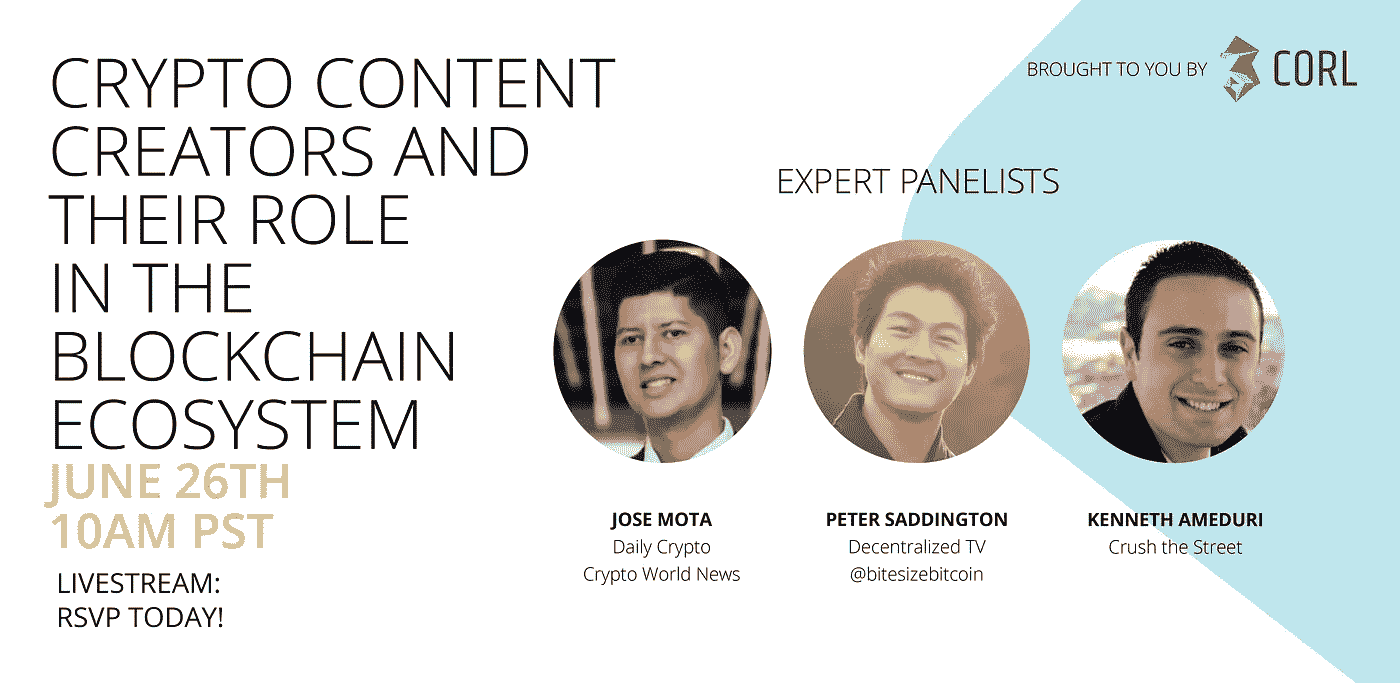 CRYPTO CONTENT
CREATORS AND
THEIR ROLE
IN THE
BLOCKCHAIN
ECOSYSTEM
JUNE 26TH
10AM PST
LIVESTREAM:
RSVP TODAY!
BROUGHT TO YOU BY CORL
EXPERT PANELISTS
JOSE MOTA
Daily Crypto
Crypto World News
PETER SADDINGTON
Decentralized TV
@bitesizebitcoin
KENNETH AMEDURI
Crush the Street